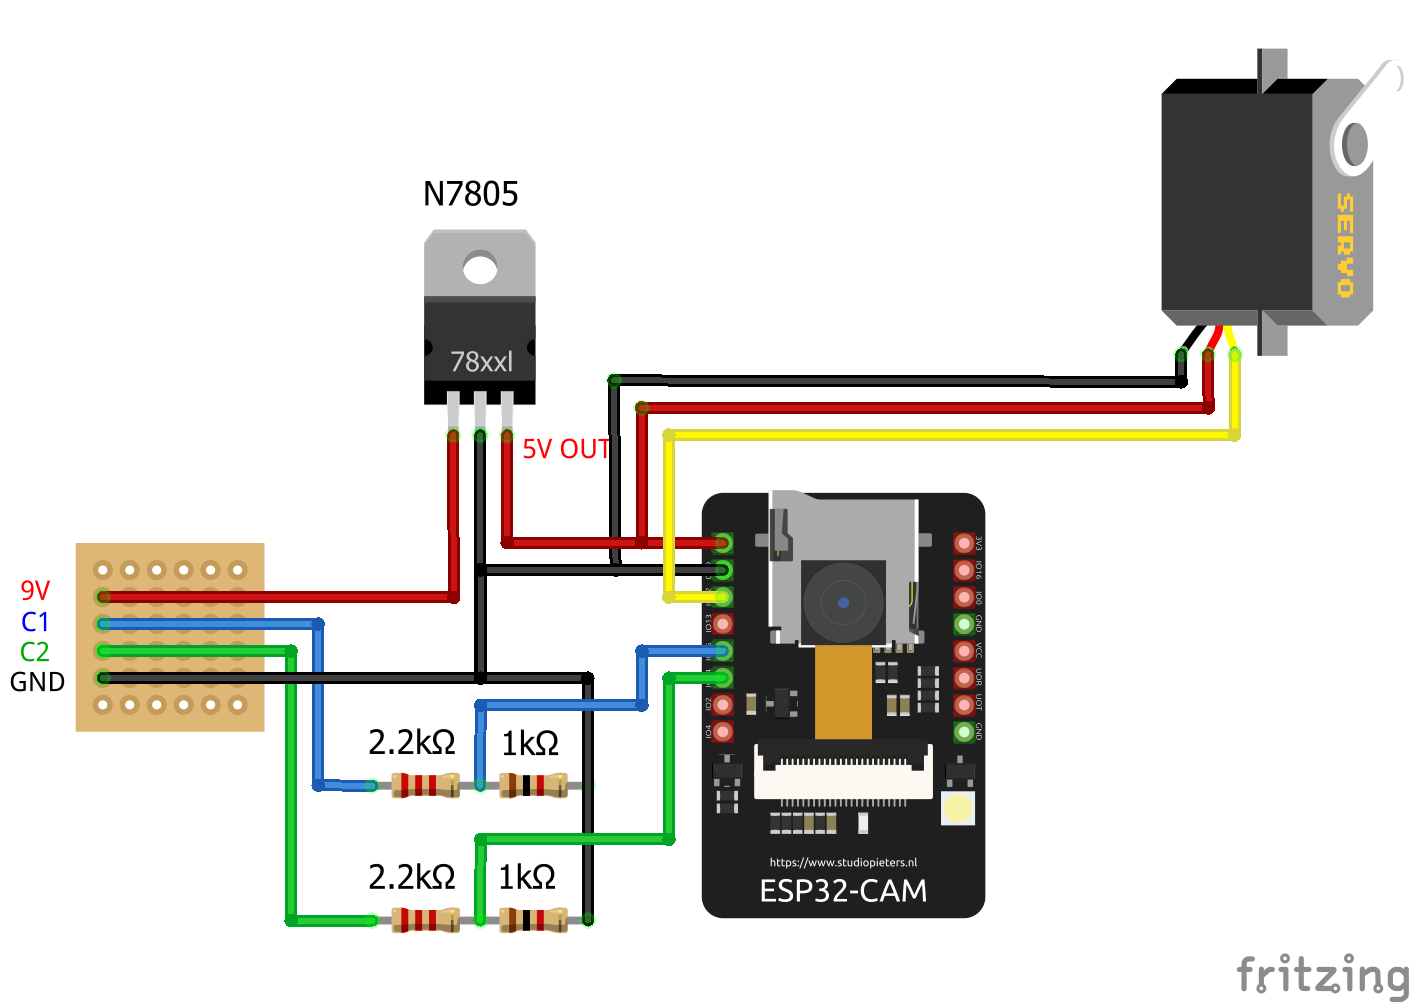 N7805
78xxl
5V OUT
SERVO
9V
C1
C2
GND
2.2kΩ
1kΩ
2.2kΩ
1kΩ
IO13
IO2
IO4
3V3
IO16
IO0
GND
VCC
UOR
UOT
GND
https://www.studiopieters.nl
ESP32-CAM
fritzing